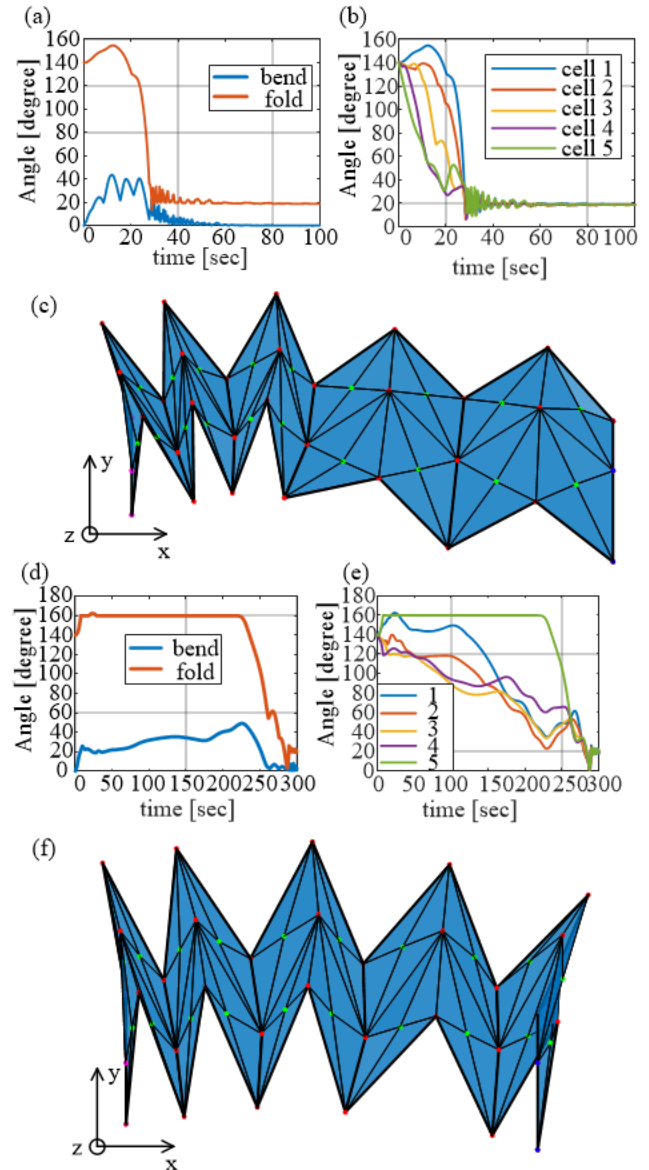 (a)
160
140
120
100
80
60
40
20
0
Angle [degree]
bend
fold
0 20 40 60 80 100
time [sec]
(b)
160
140
120
100
80
60
40
20
0
Angle [degree]
cell 1
cell 2
cell 3
cell 4
cell 5
0 20 40 60 80 100
time [sec]
(c)
y
z
x
(d)
180
160
140
120
100
80
60
40
20
0
Angle [degree]
bend
fold
0 50 100 150 200 250 300
time [sec]
(e)
180
160
140
120
100
80
60
40
20
0
Angle [degree]
1
2
3
4
5
0 50 100 150 200 250 300
time [sec]
(f)
y
z
x